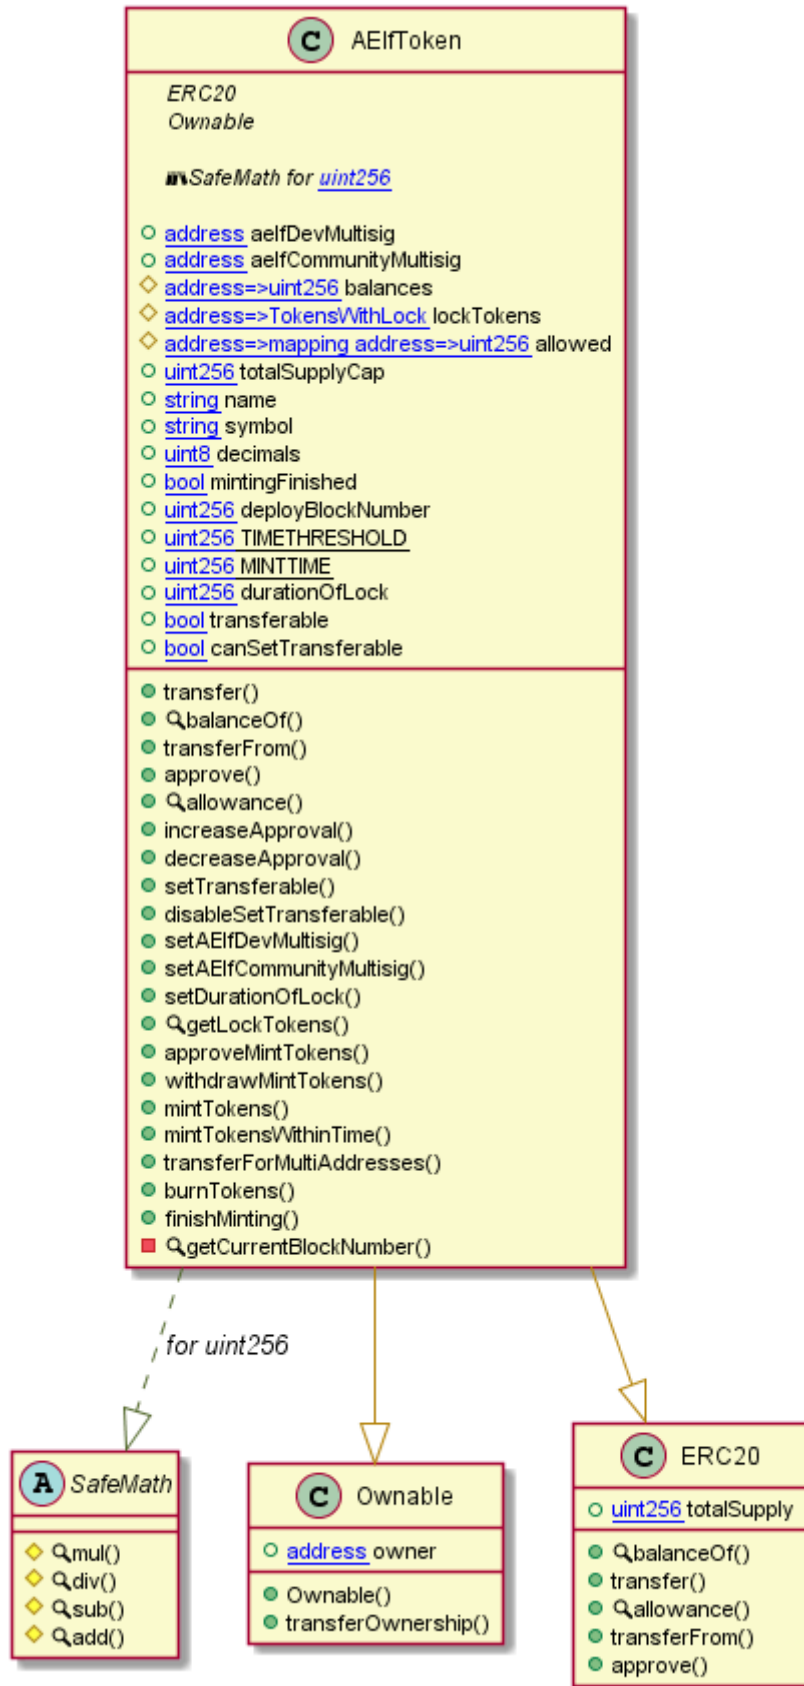 C AElfToken
ERC20
Ownable
SafeMath for uint256
address aelfDevMultisig
address aelfCommunityMultisig
address=>uint256 balances
address=>TokensWithLock lockTokens
address=>mapping address=>uint256 allowed
uint256 totalSupplyCap
string name
string symbol
uint8 decimals
bool mintingFinished
uint256 deployBlockNumber
uint256 TIMETHRESHOLD
uint256 MINTTIME
uint256 durationOfLock
bool transferable
bool canSetTransferable
transfer()
balanceOf()
transferFrom()
approve()
allowance()
increaseApproval()
decreaseApproval()
setTransferable()
disableSetTransferable()
setAElfDevMultisig()
setAElfCommunityMultisig()
setDurationOfLock()
getLockTokens()
approveMintTokens()
withdrawMintTokens()
mintTokens()
mintTokensWithinTime()
transferForMultiAddresses()
burnTokens()
finishMinting()
getCurrentBlockNumber()
for uint256
A SafeMath
mul()
div()
sub()
add()
C Ownable
address owner
Ownable()
transferOwnership()
C ERC20
uint256 totalSupply
balanceOf()
transfer()
allowance()
transferFrom()
approve()